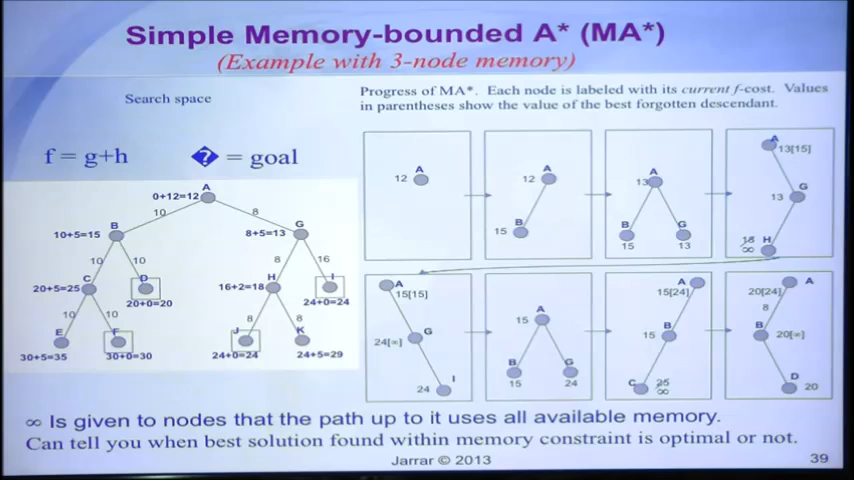 Simple Memory-bounded A* (MA*)
(Example with 3-node memory)
Search space
Progress of MA*. Each node is labeled with its current f-cost. Values
in parentheses show the value of the best forgotten descendant.
f = g+h
? = goal
A
0+12=12
10
8
B
10+5=15
G
8+5=13
10
10
8
16
C
20+5=25
D
20+0=20
H
16+2=18
I
24+0=24
10
10
8
8
E
30+5=35
F
30+0=30
J
24+0=24
K
24+5=29
A
12
A
12
B
15
A
13
B
15
G
13
A
13[15]
G
13
18 H
∞
A
15[15]
G
24[∞]
I
24
A
15
B
15
G
24
A
15[24]
B
15
C 25
∞
A
20[24]
8
B
20[∞]
D
20
∞ Is given to nodes that the path up to it uses all available memory.
Can tell you when best solution found within memory constraint is optimal or not.
Jarrar © 2013
39